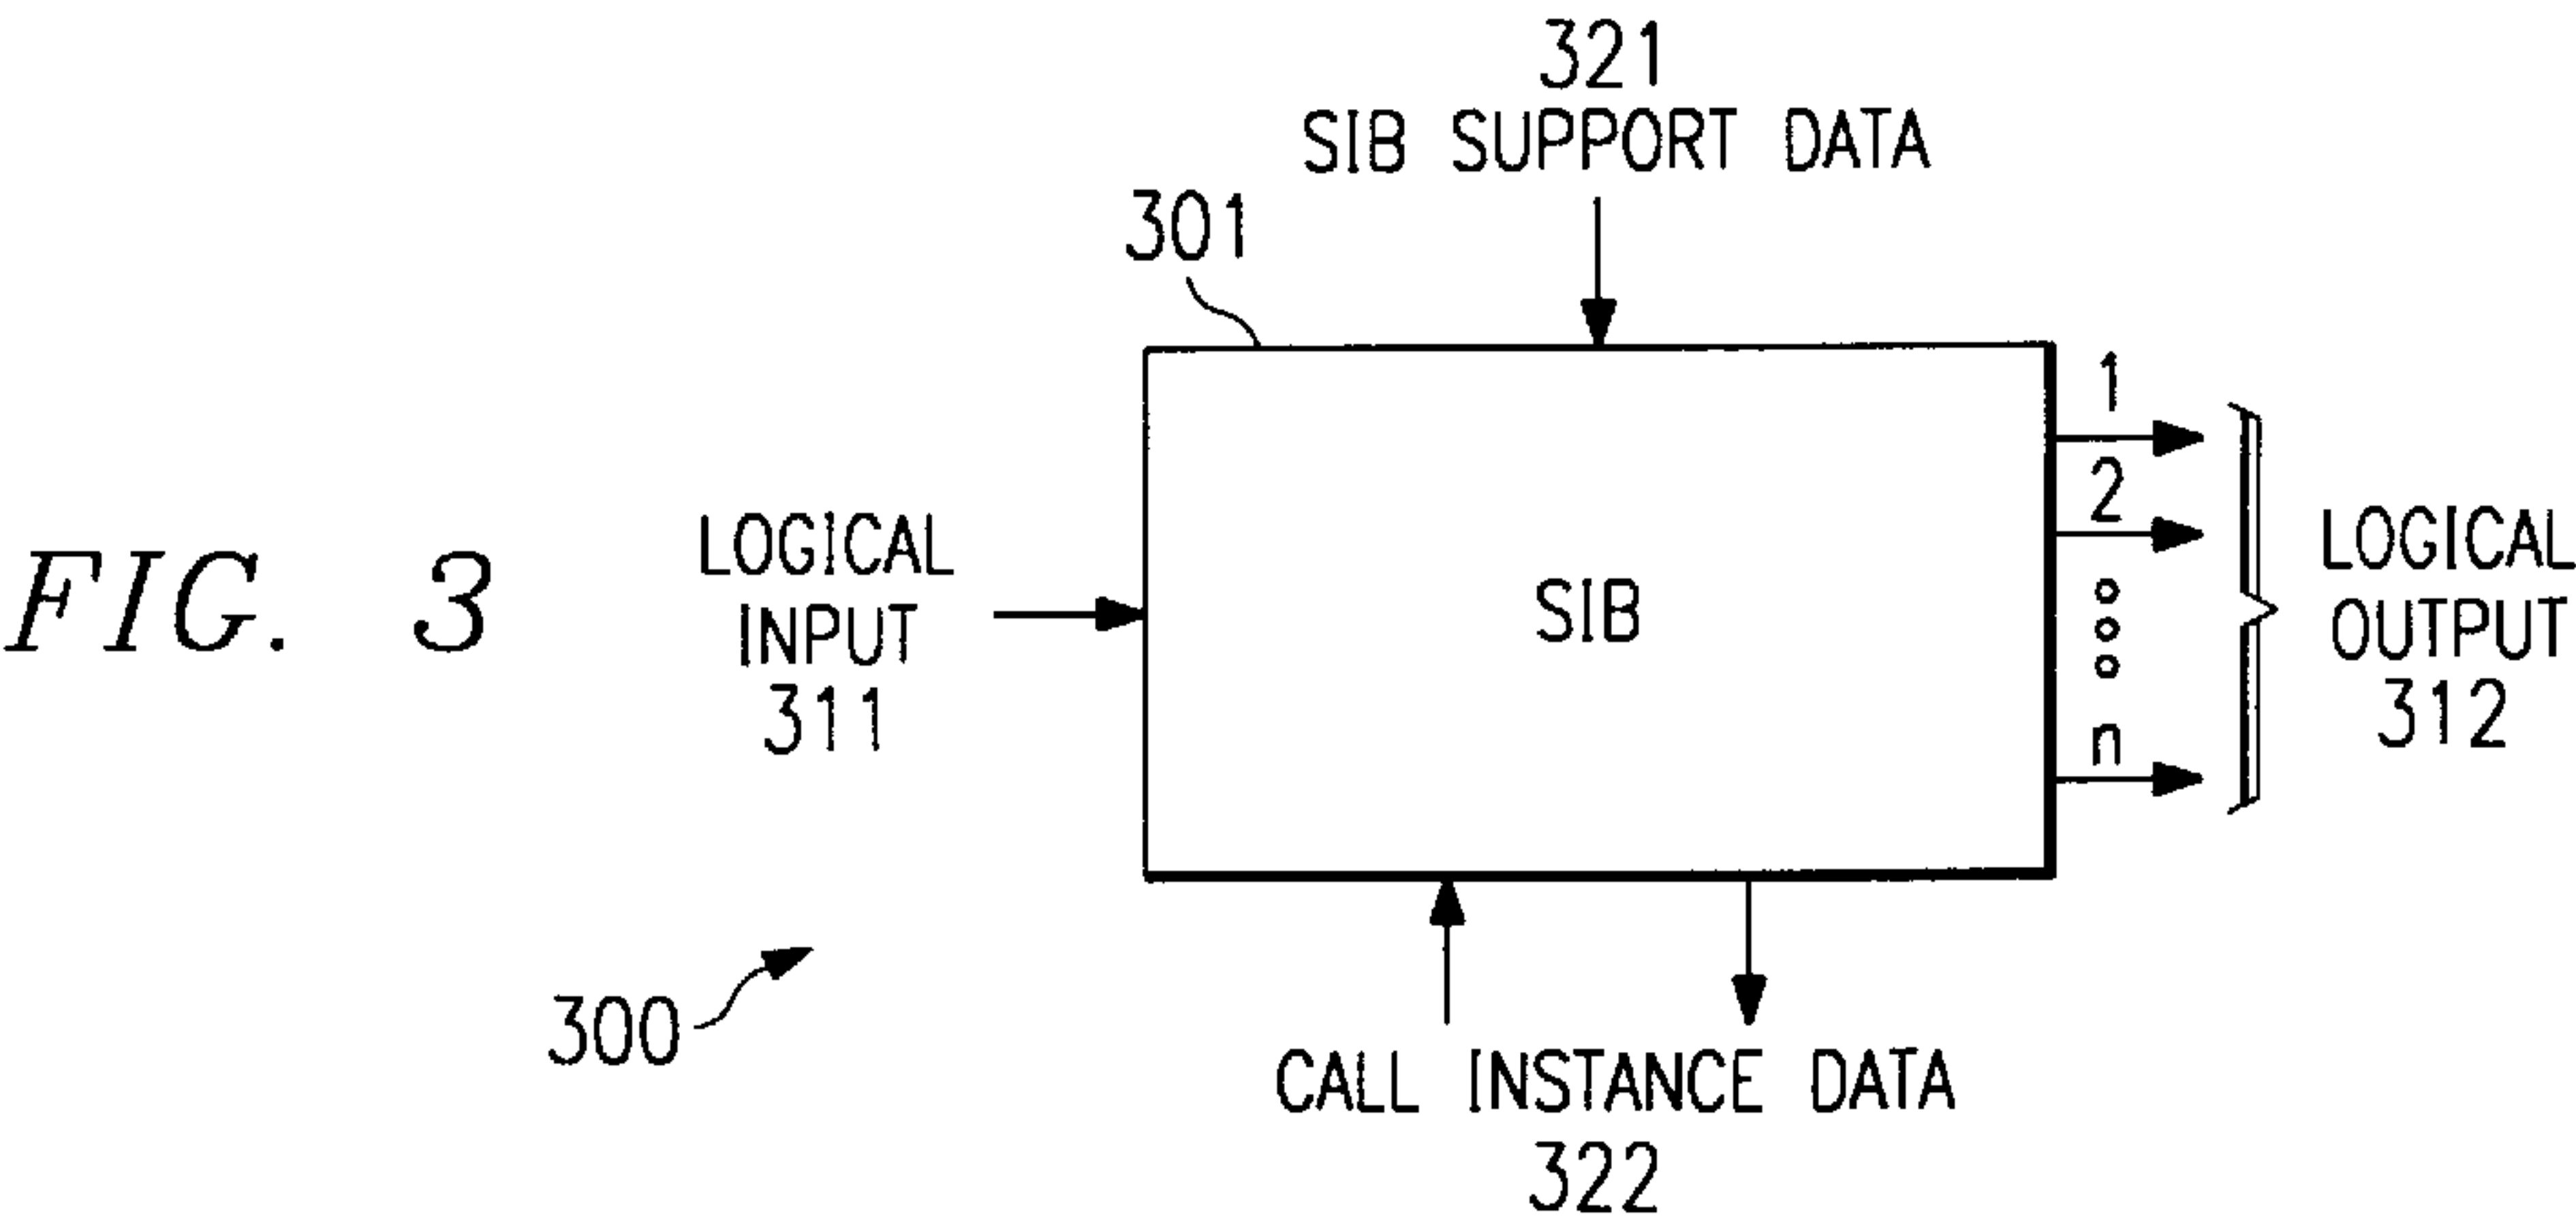 321
SIB SUPPORT DATA
301
1
2
n
LOGICAL
INPUT
311
SIB
LOGICAL
OUTPUT
312
FIG. 3
300
CALL INSTANCE DATA
322